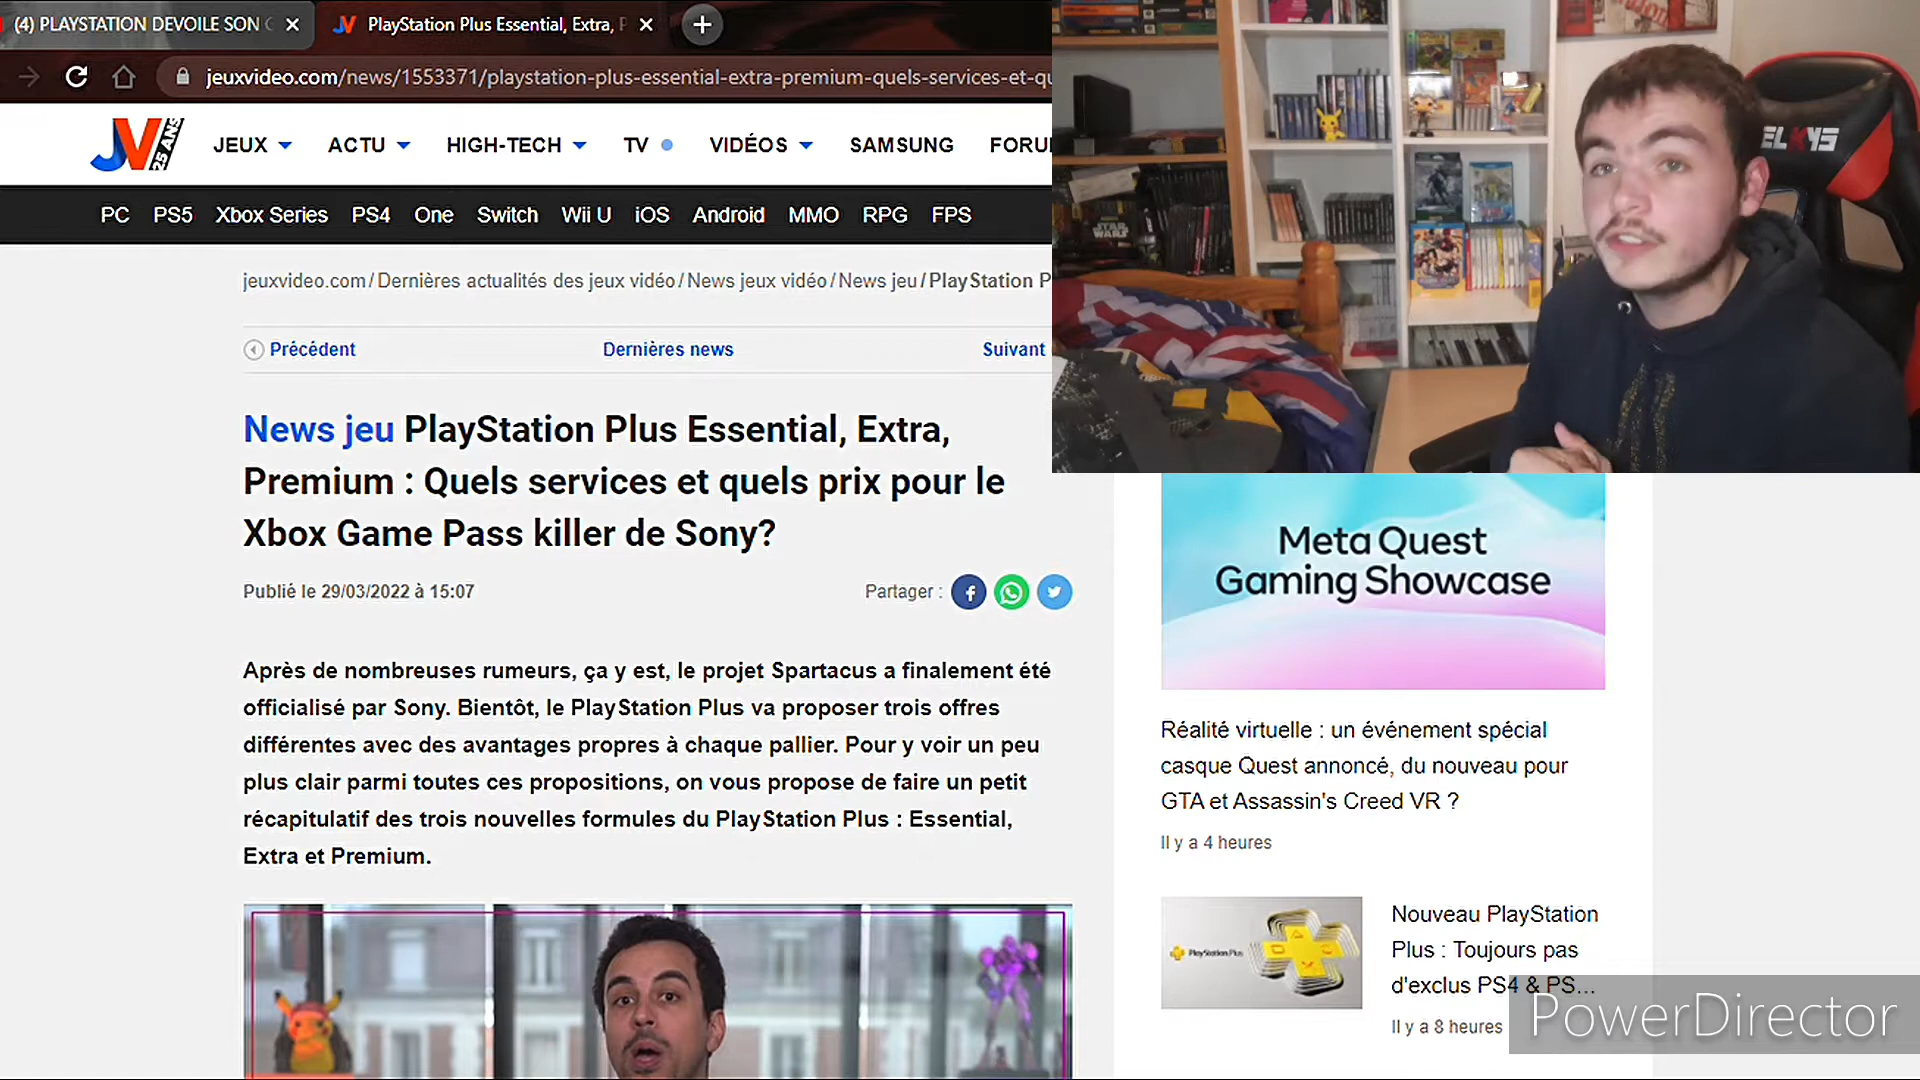 (4) PLAYSTATION DEVOILE SON
PlayStation Plus Essential, Extra, P
jeuxvideo.com/news/1553371/playstation-plus-essential-extra-premium-quels-services-et-qu
JV 25 ANS
JEUX ACTU HIGH-TECH TV VIDÉOS SAMSUNG FORU
PC PS5 Xbox Series PS4 One Switch Wii U iOS Android MMO RPG FPS
jeuxvideo.com / Dernières actualités des jeux vidéo / News jeux vidéo / News jeu / PlayStation P
Précédent Dernières news Suivant
News jeu PlayStation Plus Essential, Extra,
Premium : Quels services et quels prix pour le
Xbox Game Pass killer de Sony?
Publié le 29/03/2022 à 15:07
Partager :
Après de nombreuses rumeurs, ça y est, le projet Spartacus a finalement été
officialisé par Sony. Bientôt, le PlayStation Plus va proposer trois offres
différentes avec des avantages propres à chaque pallier. Pour y voir un peu
plus clair parmi toutes ces propositions, on vous propose de faire un petit
récapitulatif des trois nouvelles formules du PlayStation Plus : Essential,
Extra et Premium.
ELK45
STAR WARS
Meta Quest
Gaming Showcase
Réalité virtuelle : un événement spécial
casque Quest annoncé, du nouveau pour
GTA et Assassin's Creed VR ?
Il y a 4 heures
PlayStation Plus
Nouveau PlayStation
Plus : Toujours pas
d'exclus PS4 & PS...
Il y a 8 heures
PowerDirector